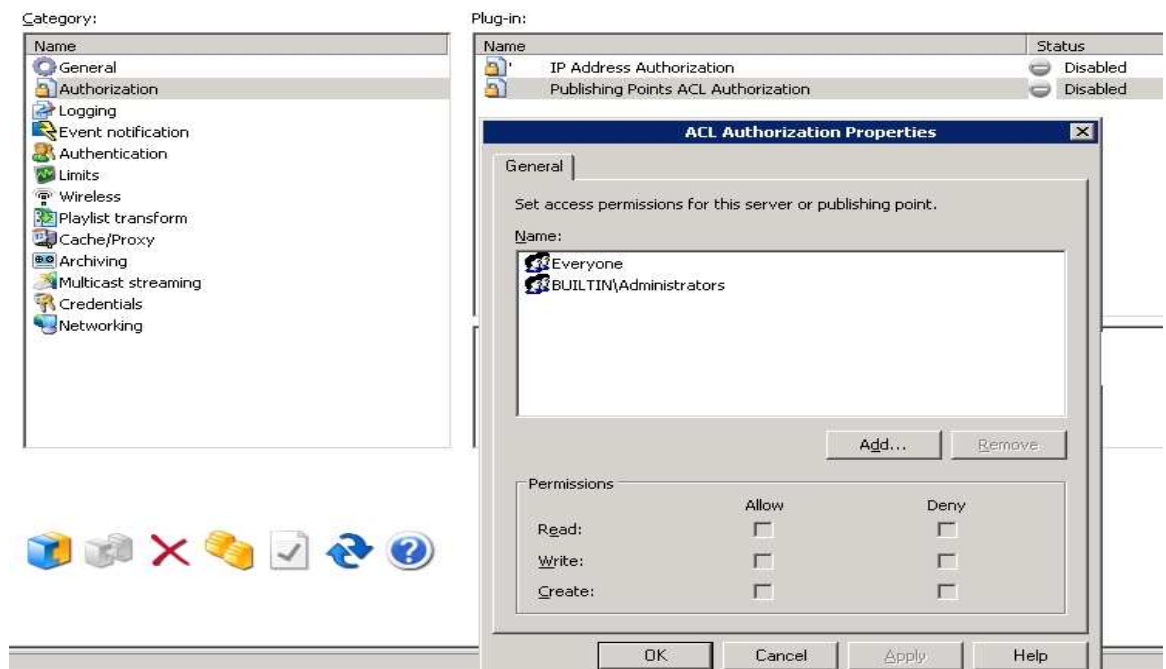 Category:
Name
General
Authorization
Logging
Event notification
Authentication
Limits
Wireless
Playlist transform
Cache/Proxy
Archiving
Multicast streaming
Credentials
Networking
Plug-in:
Name Status
IP Address Authorization Disabled
Publishing Points ACL Authorization Disabled
ACL Authorization Properties
General
Set access permissions for this server or publishing point.
Name:
Everyone
BUILTIN\Administrators
Add... Remove
Permissions
Allow Deny
Read:
Write:
Create:
OK Cancel Apply Help